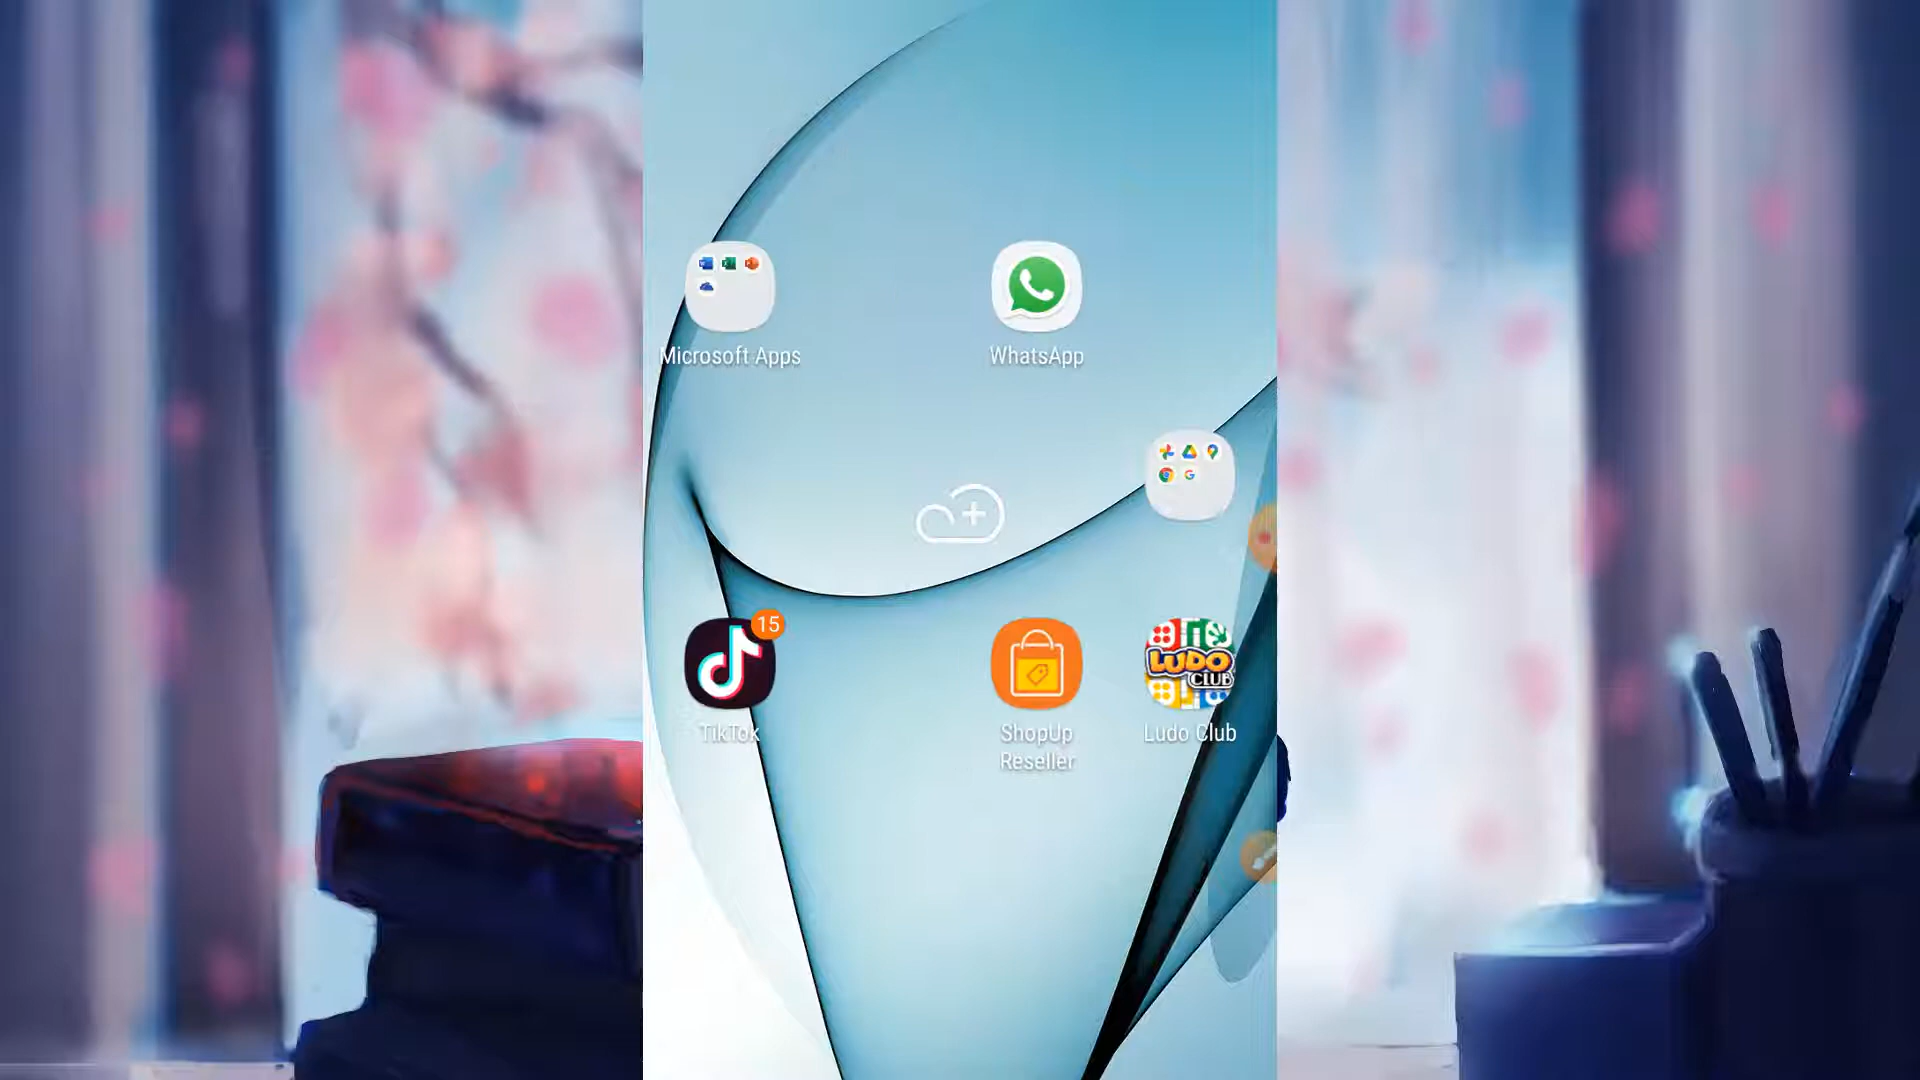 Microsoft Apps
WhatsApp
15
TikTok
ShopUp
Reseller
LUDO
CLUB
Ludo Club